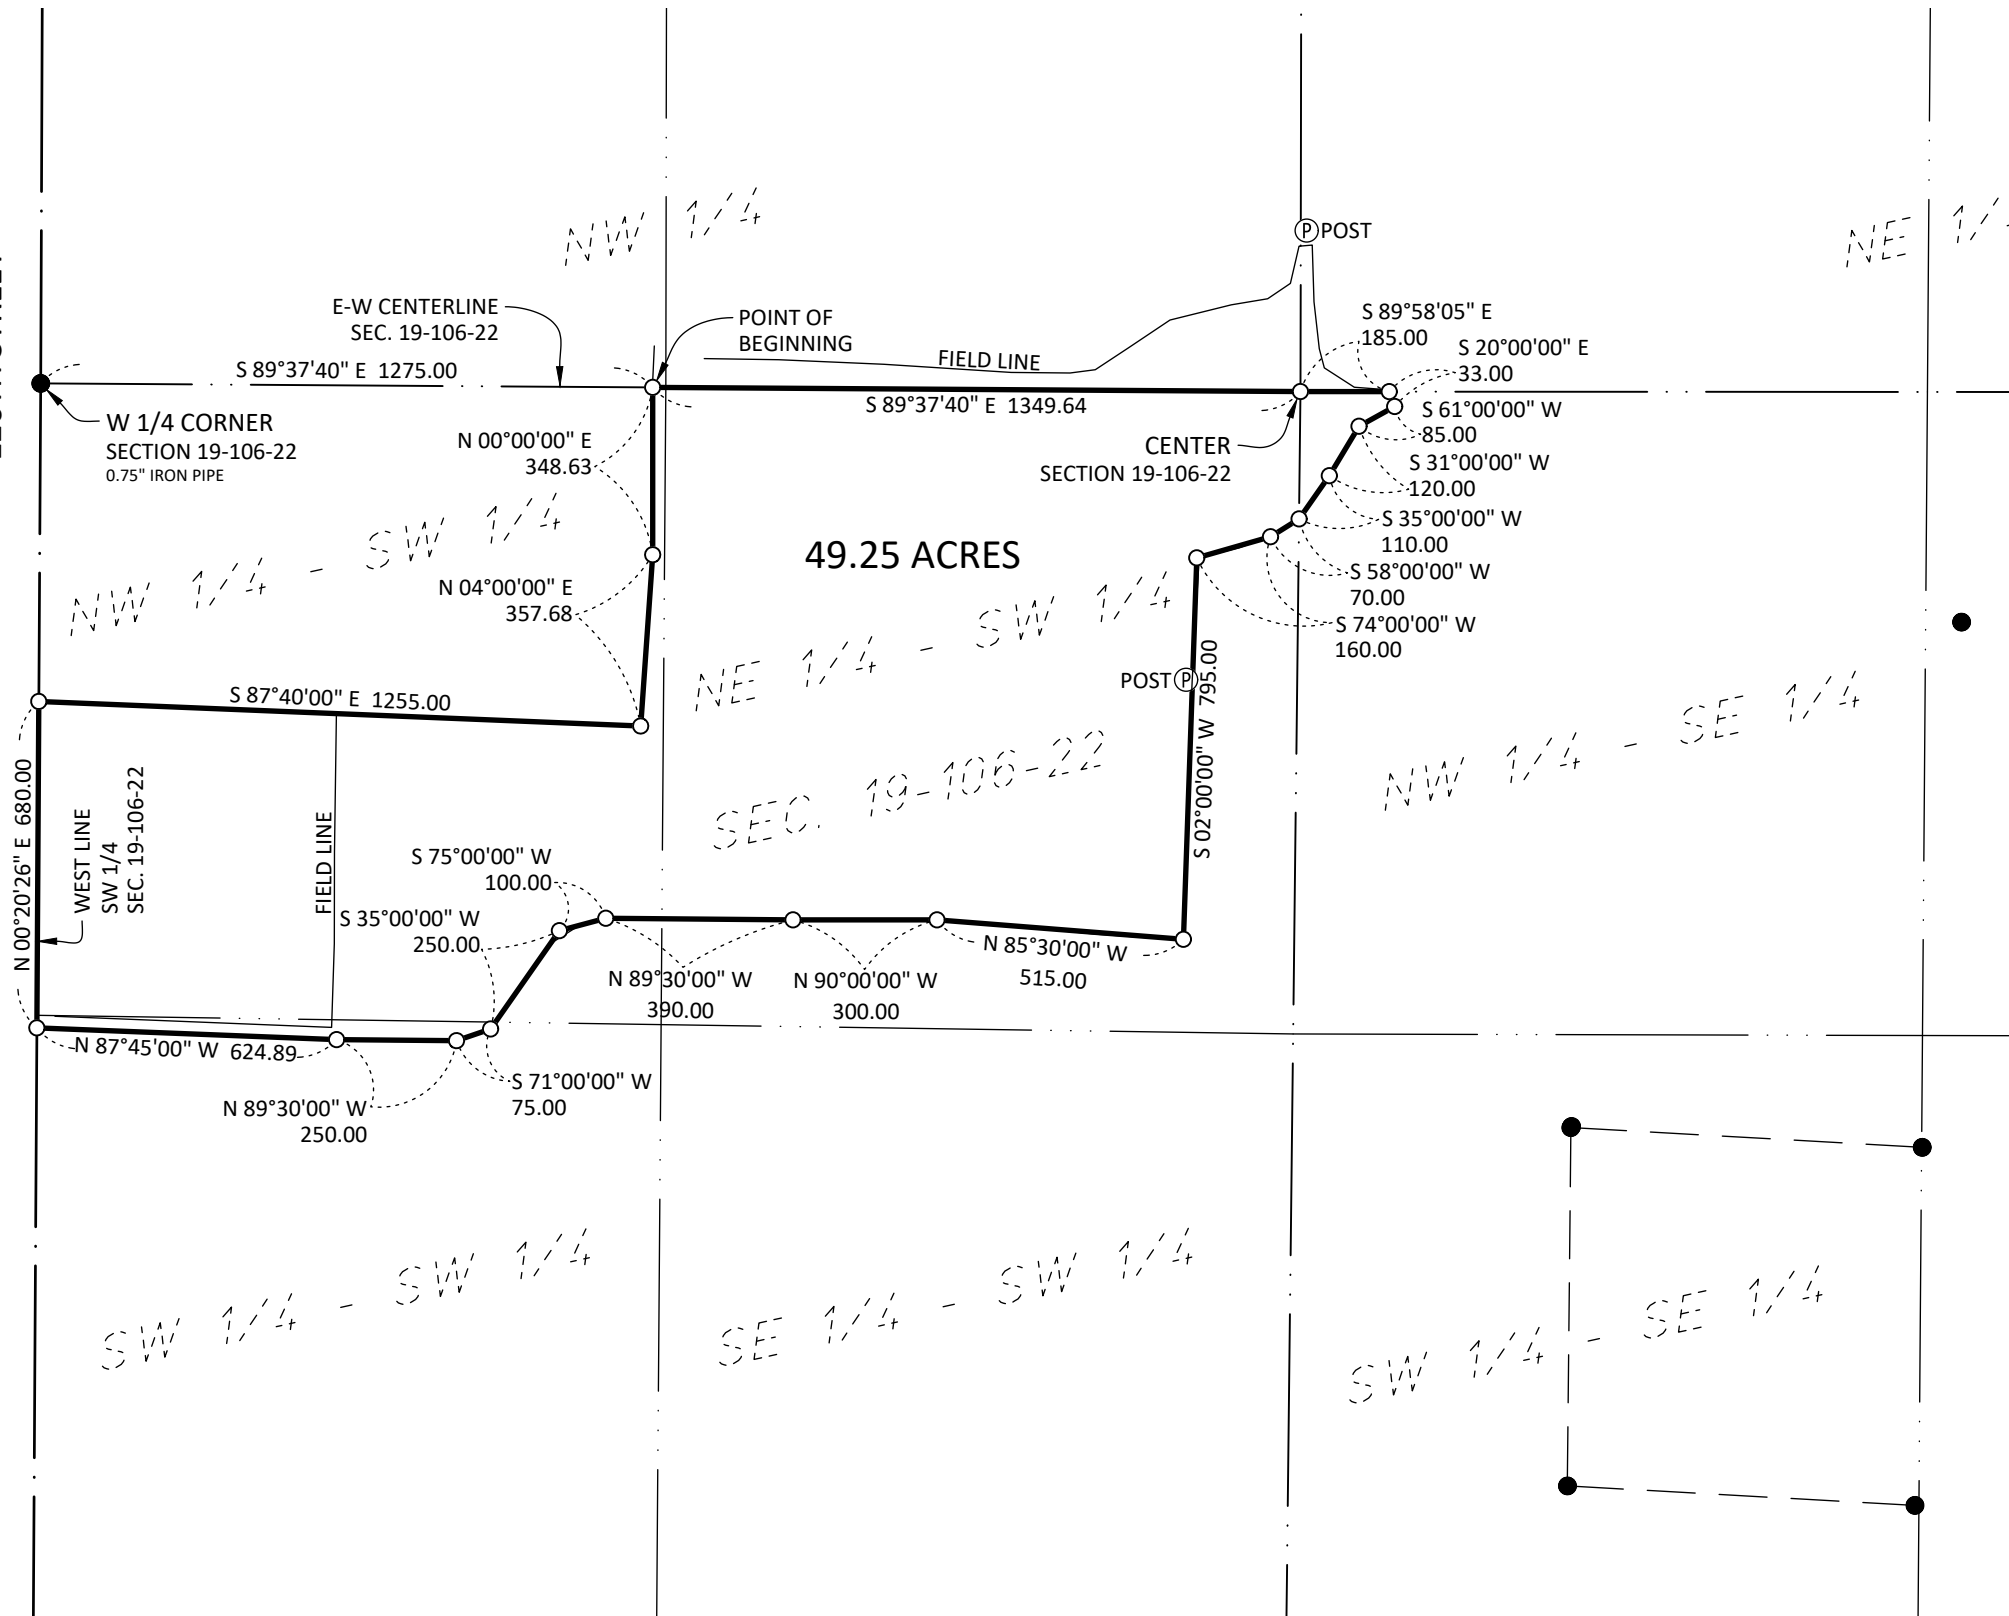 NW 1/4
POST
P
NE 1/
E-W CENTERLINE
SEC. 19-106-22
POINT OF
BEGINNING
S 89°58'05" E
185.00
S 20°00'00" E
33.00
S 89°37'40" E 1275.00
FIELD LINE
S 89°37'40" E 1349.64
W 1/4 CORNER
SECTION 19-106-22
0.75" IRON PIPE
N 00°00'00" E
348.63
CENTER
SECTION 19-106-22
S 61°00'00" W
85.00
S 31°00'00" W
120.00
S 35°00'00" W
110.00
S 58°00'00" W
70.00
S 74°00'00" W
160.00
49.25 ACRES
NW 1/4 - SW 1/4
N 04°00'00" E
357.68
NE 1/4 - SW 1/4
POST P
S 02°00'00" W 795.00
S 87°40'00" E 1255.00
SEC. 19-106-22
NW 1/4 - SE 1/4
N 00°20'26" E 680.00
WEST LINE
SW 1/4
SEC. 19-106-22
FIELD LINE
S 75°00'00" W
100.00
S 35°00'00" W
250.00
N 89°30'00" W
390.00
N 90°00'00" W
300.00
N 85°30'00" W
515.00
N 87°45'00" W 624.89
N 89°30'00" W
250.00
S 71°00'00" W
75.00
SW 1/4 - SW 1/4
SE 1/4 - SW 1/4
SW 1/4 - SE 1/4